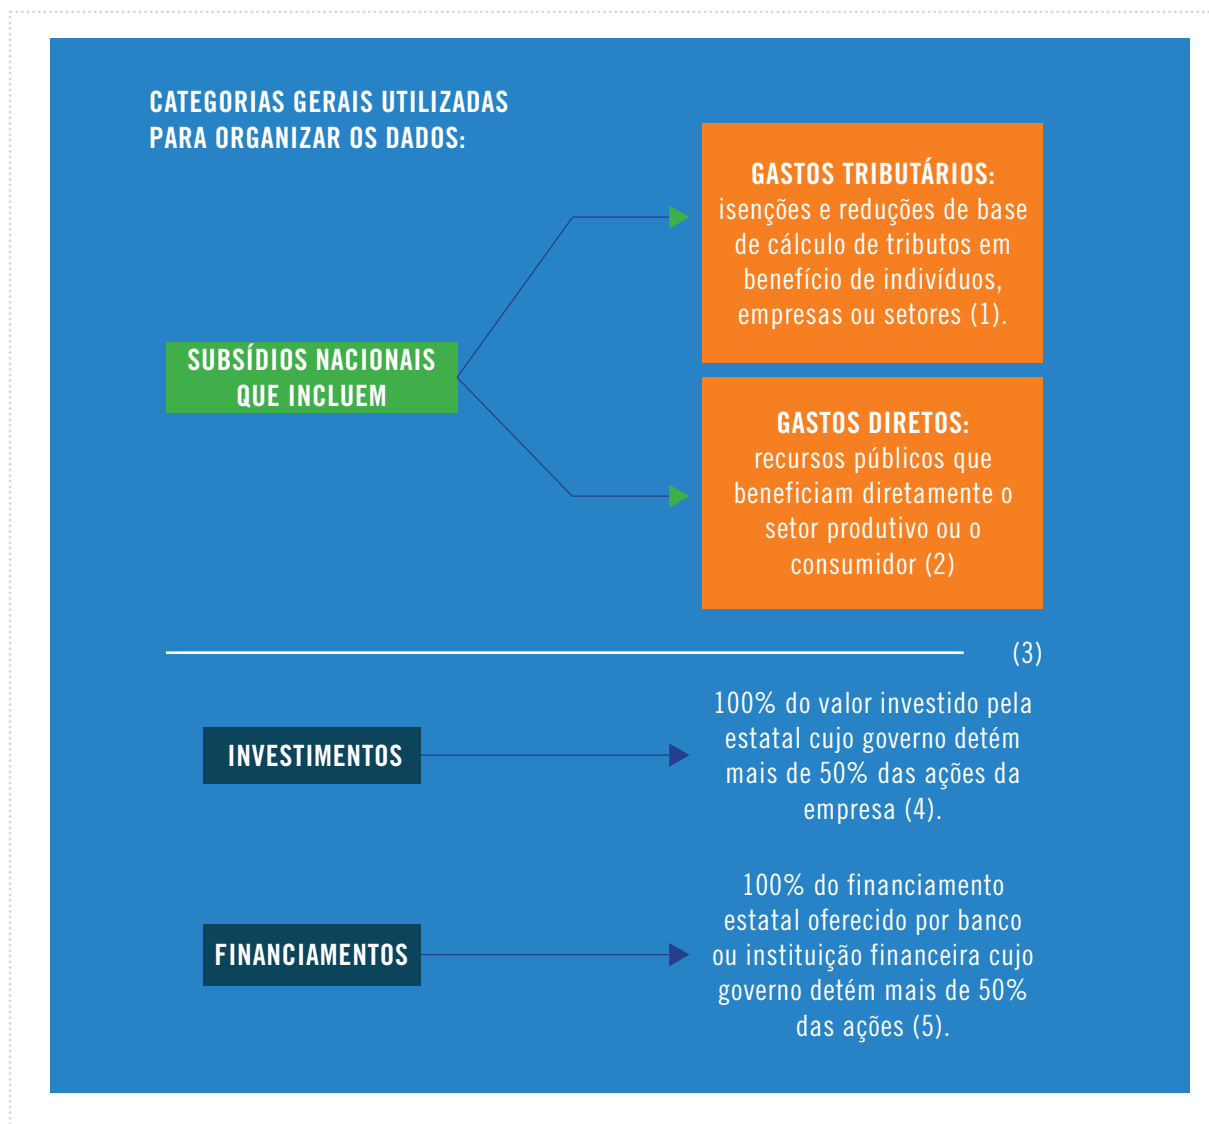 CATEGORIAS GERAIS UTILIZADAS
PARA ORGANIZAR OS DADOS:
SUBSÍDIOS NACIONAIS
QUE INCLUEM
GASTOS TRIBUTÁRIOS:
isenções e reduções de base
de cálculo de tributos em
benefício de indivíduos,
empresas ou setores (1).
GASTOS DIRETOS:
recursos públicos que
beneficiam diretamente o
setor produtivo ou o
consumidor (2)
(3)
INVESTIMENTOS
100% do valor investido pela
estatal cujo governo detém
mais de 50% das ações da
empresa (4).
FINANCIAMENTOS
100% do financiamento
estatal oferecido por banco
ou instituição financeira cujo
governo detém mais de 50%
das ações (5).